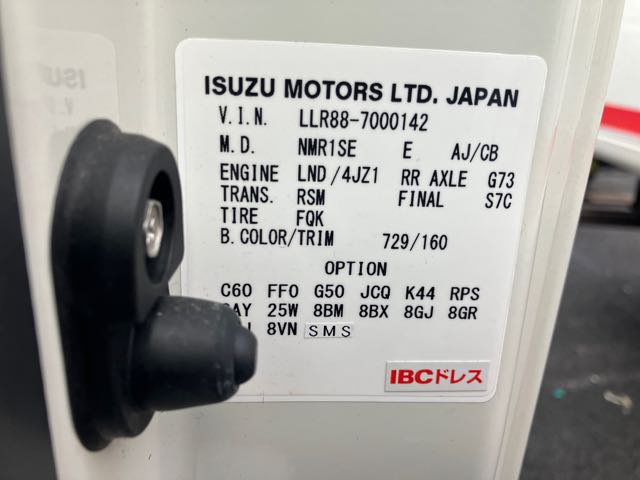 ISUZU MOTORS LTD. JAPAN
V.I.N. LLR88-7000142
M.D. NMR1SE E AJ/CB
ENGINE LND/4JZ1 RR AXLE G73
TRANS. RSM FINAL S7C
TIRE FQK
B.COLOR/TRIM 729/160
OPTION
C60 FF0 G50 JCQ K44 RPS
25W 8BM 8BX 8GJ 8GR
8VN SMS
IBCドレス